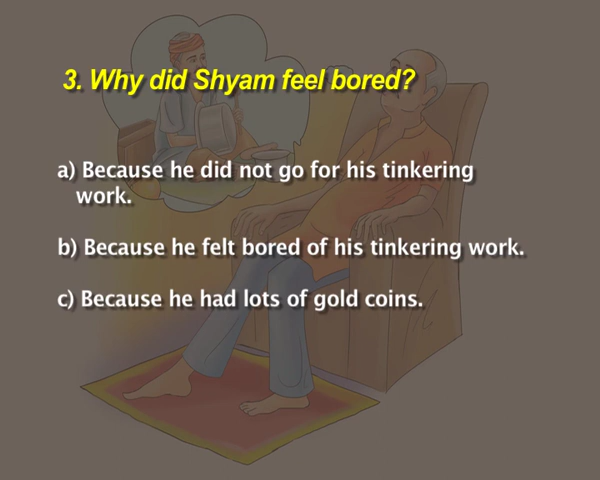 3. Why did Shyam feel bored?
a) Because he did not go for his tinkering
work.
b) Because he felt bored of his tinkering work.
c) Because he had lots of gold coins.